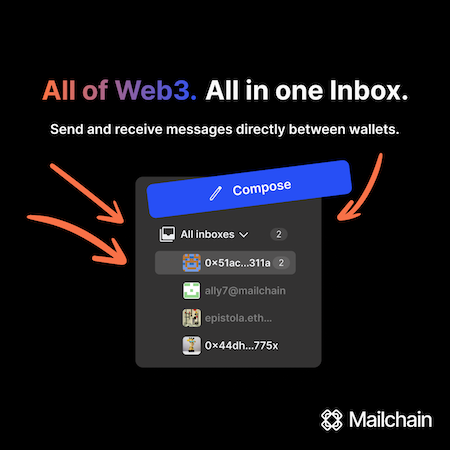 All of Web3. All in one Inbox.
Send and receive messages directly between wallets.
Compose
All inboxes 2
0x51ac...311a 2
ally7@mailchain
epistola.eth...
0x44dh...775x
Mailchain